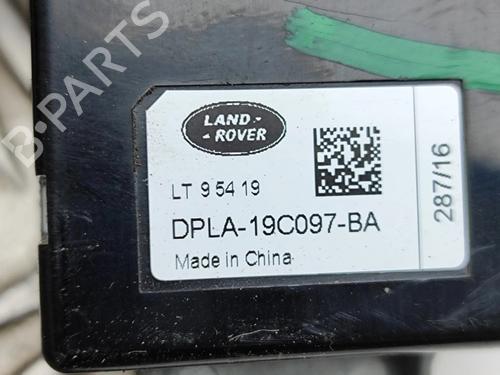 B-PARTS
LAND-
-ROVER
LT 9 54 19
DPLA-19C097-BA
Made in China
287/16